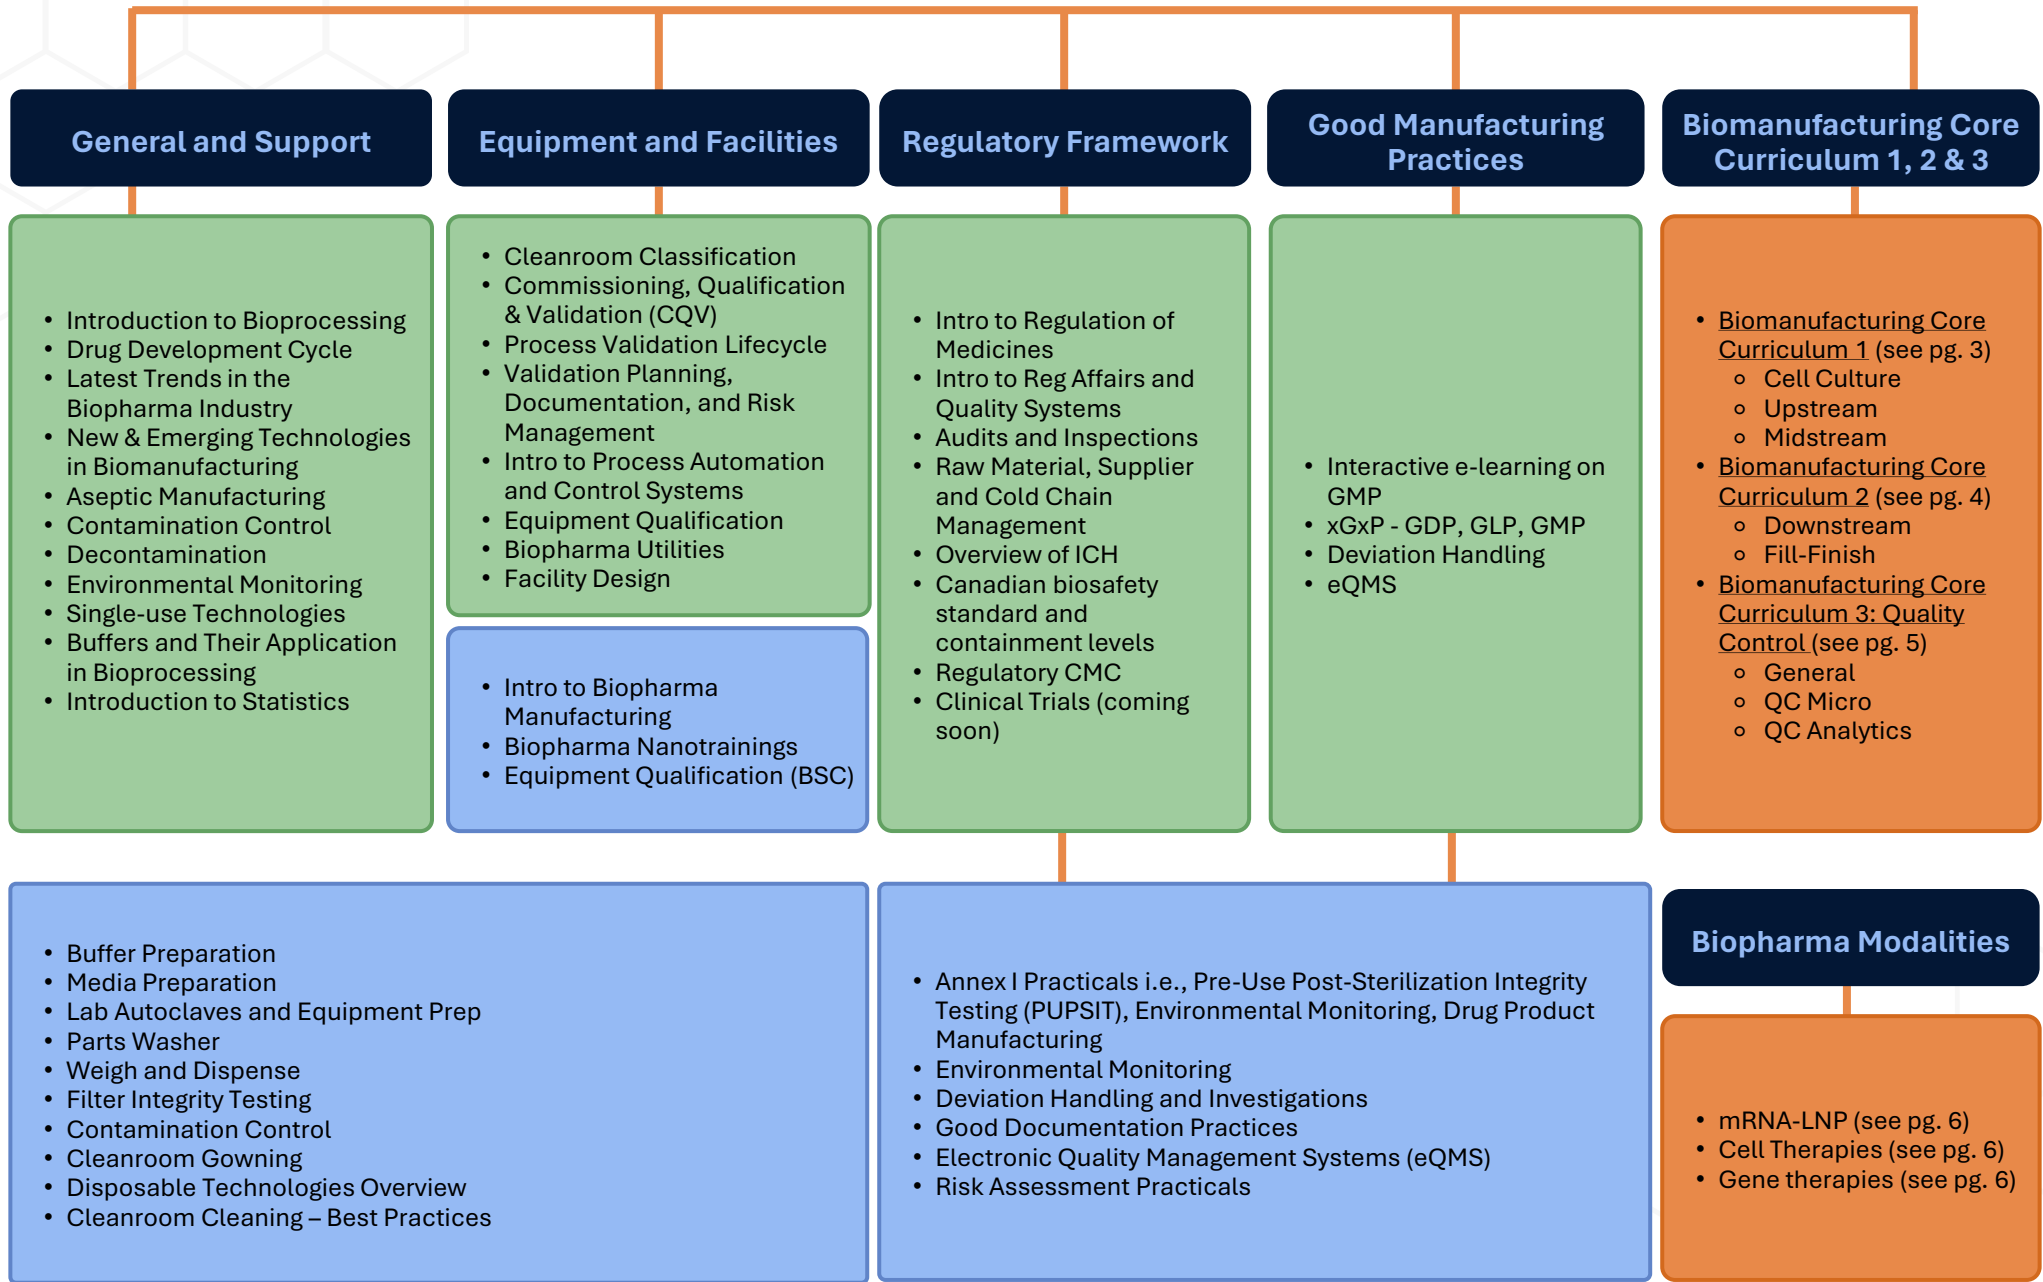 General and Support
Equipment and Facilities
Regulatory Framework
Good Manufacturing
Practices
Biomanufacturing Core
Curriculum 1, 2 & 3
• Introduction to Bioprocessing
• Drug Development Cycle
• Latest Trends in the
Biopharma Industry
• New & Emerging Technologies
in Biomanufacturing
• Aseptic Manufacturing
• Contamination Control
• Decontamination
• Environmental Monitoring
• Single-use Technologies
• Buffers and Their Application
in Bioprocessing
• Introduction to Statistics
• Cleanroom Classification
• Commissioning, Qualification
& Validation (CQV)
• Process Validation Lifecycle
• Validation Planning,
Documentation, and Risk
Management
• Intro to Process Automation
and Control Systems
• Equipment Qualification
• Biopharma Utilities
• Facility Design
• Intro to Biopharma
Manufacturing
• Biopharma Nanotrainings
• Equipment Qualification (BSC)
• Intro to Regulation of
Medicines
• Intro to Reg Affairs and
Quality Systems
• Audits and Inspections
• Raw Material, Supplier
and Cold Chain
Management
• Overview of ICH
• Canadian biosafety
standard and
containment levels
• Regulatory CMC
• Clinical Trials (coming
soon)
• Interactive e-learning on
GMP
• xGxP - GDP, GLP, GMP
• Deviation Handling
• eQMS
• Biomanufacturing Core
Curriculum 1 (see pg. 3)
o Cell Culture
o Upstream
o Midstream
• Biomanufacturing Core
Curriculum 2 (see pg. 4)
o Downstream
o Fill-Finish
• Biomanufacturing Core
Curriculum 3: Quality
Control (see pg. 5)
o General
o QC Micro
o QC Analytics
• Buffer Preparation
• Media Preparation
• Lab Autoclaves and Equipment Prep
• Parts Washer
• Weigh and Dispense
• Filter Integrity Testing
• Contamination Control
• Cleanroom Gowning
• Disposable Technologies Overview
• Cleanroom Cleaning – Best Practices
• Annex I Practicals i.e., Pre-Use Post-Sterilization Integrity
Testing (PUPSIT), Environmental Monitoring, Drug Product
Manufacturing
• Environmental Monitoring
• Deviation Handling and Investigations
• Good Documentation Practices
• Electronic Quality Management Systems (eQMS)
• Risk Assessment Practicals
Biopharma Modalities
• mRNA-LNP (see pg. 6)
• Cell Therapies (see pg. 6)
• Gene therapies (see pg. 6)